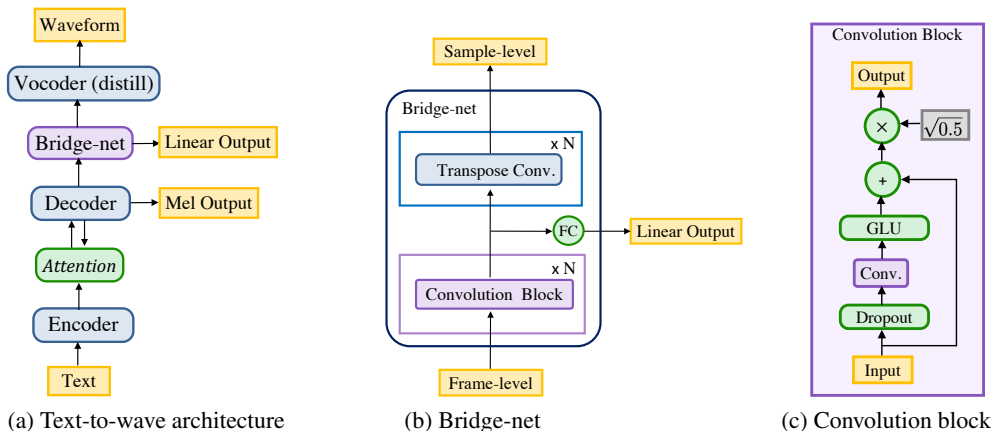 Waveform
Vocoder (distill)
Bridge-net
Linear Output
Decoder
Mel Output
Attention
Encoder
Text
(a) Text-to-wave architecture
Sample-level
Bridge-net
x N
Transpose Conv.
FC
Linear Output
x N
Convolution Block
Frame-level
(b) Bridge-net
Convolution Block
Output
×
√0.5
+
GLU
Conv.
Dropout
Input
(c) Convolution block